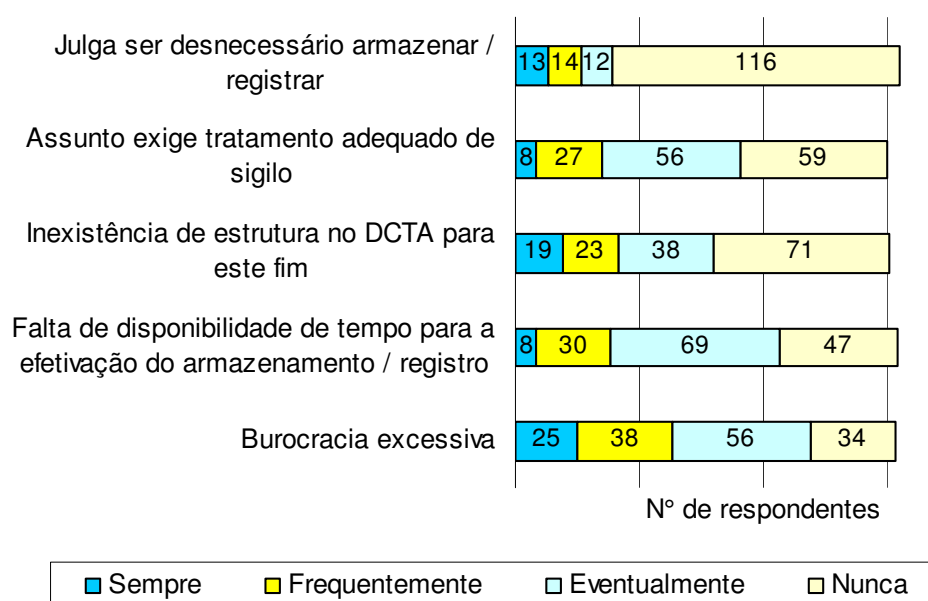 Julga ser desnecessário armazenar /
registrar
13 14 12 116
Assunto exige tratamento adequado de
sigilo
8 27 56 59
Inexistência de estrutura no DCTA para
este fim
19 23 38 71
Falta de disponibilidade de tempo para a
efetivação do armazenamento / registro
8 30 69 47
Burocracia excessiva
25 38 56 34
N° de respondentes
Sempre Frequentemente Eventualmente Nunca